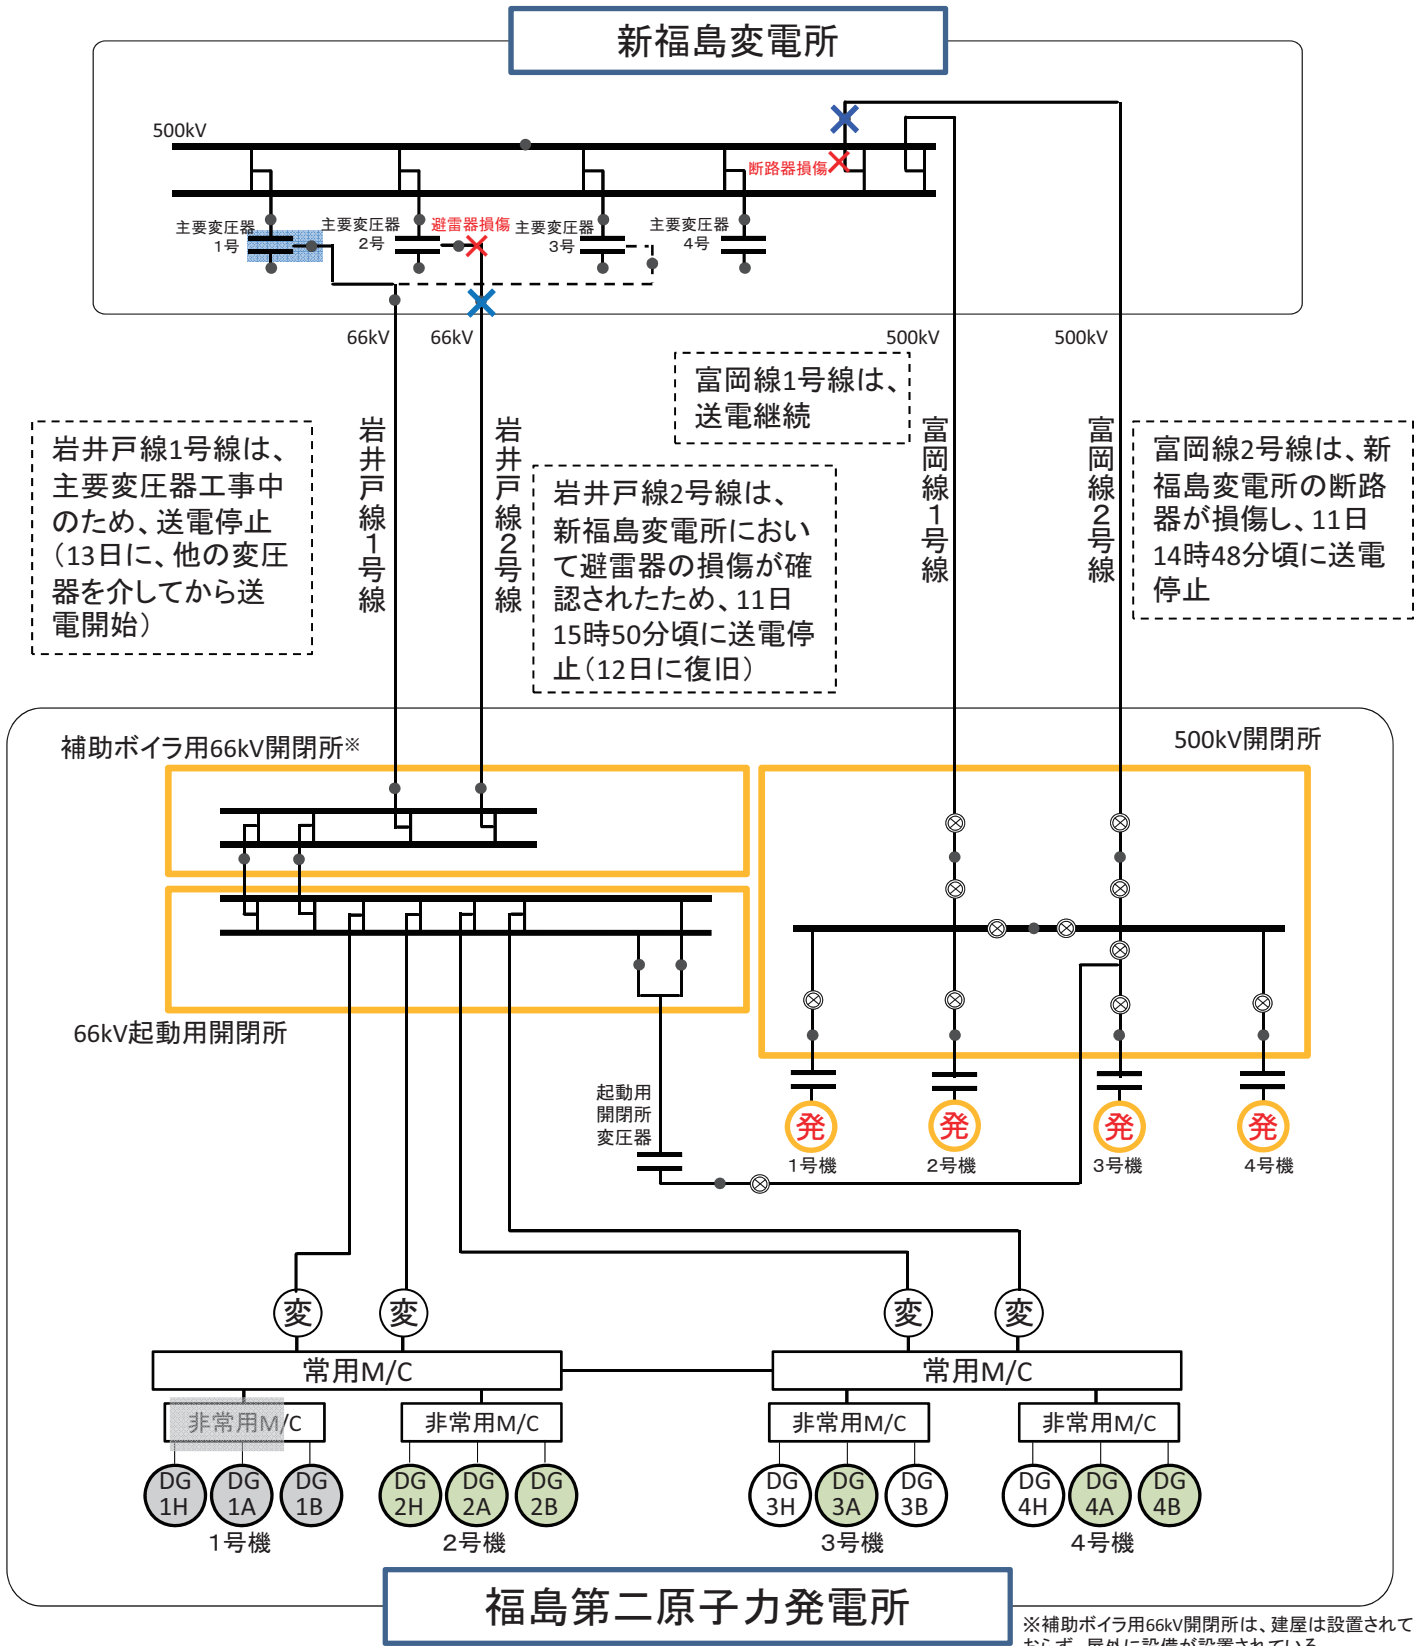 新福島変電所
500kV
断路器損傷
主要変圧器
1号
主要変圧器
2号
避雷器損傷
主要変圧器
3号
主要変圧器
4号
66kV
66kV
500kV
500kV
富岡線1号線は、
送電継続
岩井戸線1号線は、
主要変圧器工事中
のため、送電停止
（13日に、他の変圧
器を介してから送
電開始）
岩井戸線1号線
岩井戸線2号線
岩井戸線2号線は、
新福島変電所におい
て避雷器の損傷が確
認されたため、11日
15時50分頃に送電停
止（12日に復旧）
富岡線1号線
富岡線2号線
富岡線2号線は、新
福島変電所の断路
器が損傷し、11日
14時48分頃に送電
停止
補助ボイラ用66kV開閉所※
500kV開閉所
66kV起動用開閉所
起動用
開閉所
変圧器
発
発
発
発
1号機
2号機
3号機
4号機
変
変
変
変
常用M/C
常用M/C
非常用M/C
非常用M/C
非常用M/C
非常用M/C
DG
1H
DG
1A
DG
1B
DG
2H
DG
2A
DG
2B
DG
3H
DG
3A
DG
3B
DG
4H
DG
4A
DG
4B
1号機
2号機
3号機
4号機
福島第二原子力発電所
※補助ボイラ用66kV開閉所は、建屋は設置されて
おらず、屋外に設備が設置されている